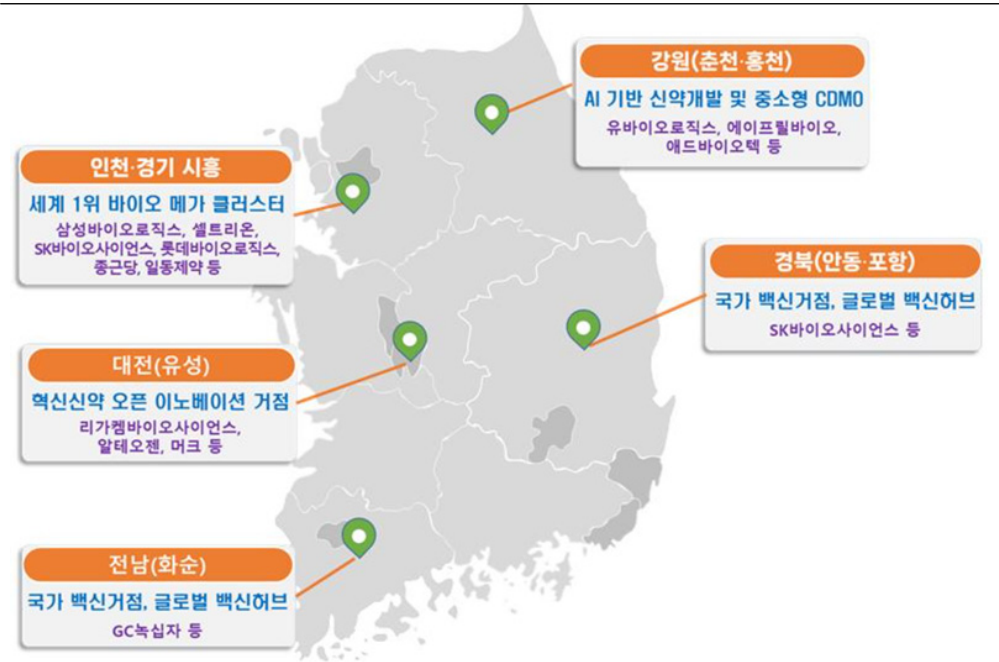 강원(춘천·홍천)
AI 기반 신약개발 및 중소형 CDMO
유바이오로직스, 에이프릴바이오,
애드바이오텍 등
인천·경기 시흥
세계 1위 바이오 메가 클러스터
삼성바이오로직스, 셀트리온,
SK바이오사이언스, 롯데바이오로직스,
종근당, 일동제약 등
경북(안동·포항)
국가 백신거점, 글로벌 백신허브
SK바이오사이언스 등
대전(유성)
혁신신약 오픈 이노베이션 거점
리가켐바이오사이언스,
알테오젠, 머크 등
전남(화순)
국가 백신거점, 글로벌 백신허브
GC녹십자 등